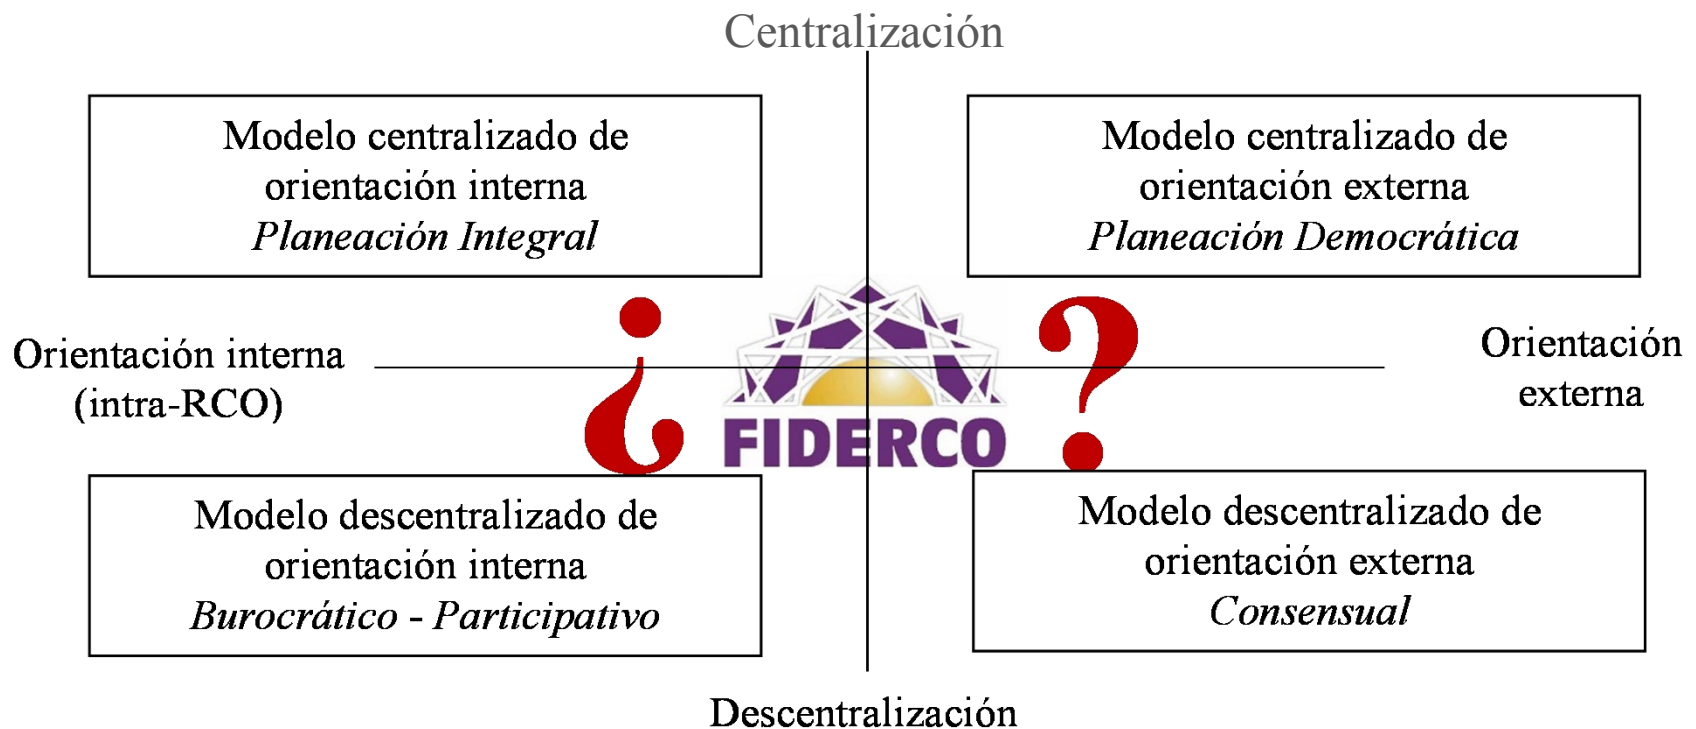 Centralización
Modelo centralizado de
orientación interna
Planeación Integral
Modelo centralizado de
orientación externa
Planeación Democrática
Orientación interna
(intra-RCO)
¿
FIDERCO
?
Orientación
externa
Modelo descentralizado de
orientación interna
Burocrático - Participativo
Modelo descentralizado de
orientación externa
Consensual
Descentralización